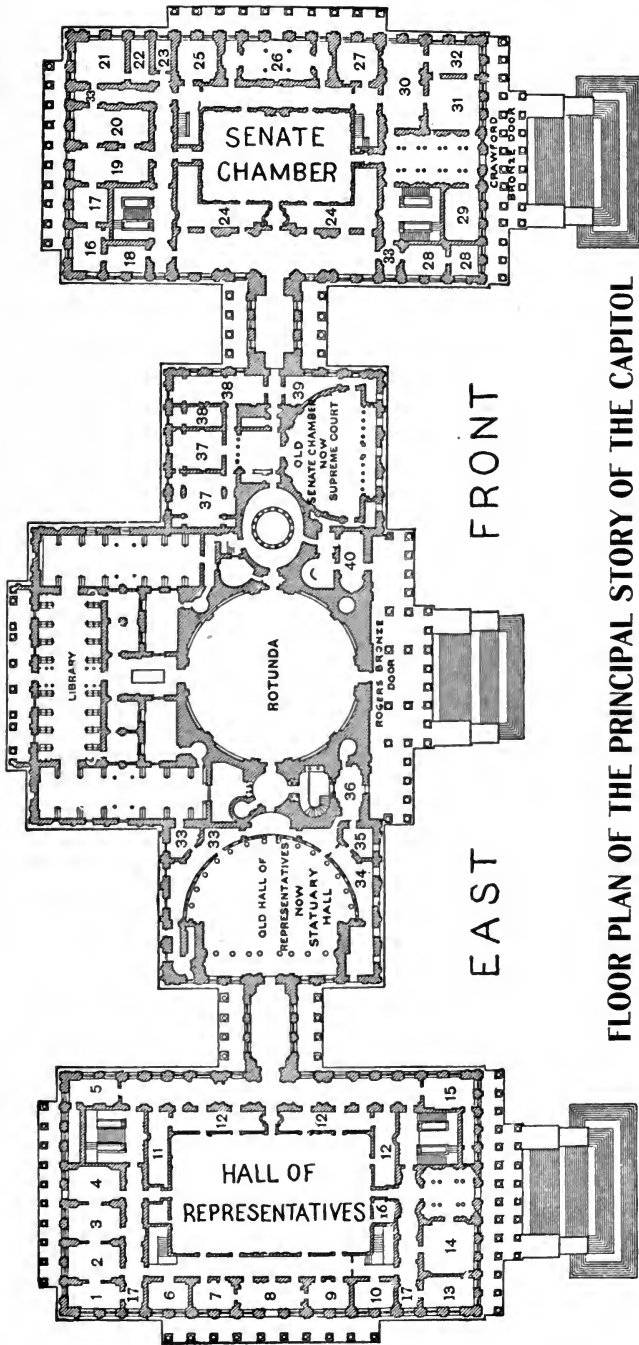 5
4
3
2
1
17
11
12
12
12
HALL OF
REPRESENTATIVES
16
6
7
8
9
10
17
15
14
13
LIBRARY
33
33
OLD HALL OF
REPRESENTATIVES
NOW
STATUARY
HALL
34
35
36
ROTUNDA
ROGERS BRONZE
DOOR
40
38
38
37
37
39
OLD
SENATE CHAMBER
NOW
SUPREME COURT
21
22
23
33
20
19
17
16
18
25
26
27
SENATE
CHAMBER
24
24
30
32
31
33
28
28
29
CRAWFORD
BRONZE DOOR
EAST FRONT
FLOOR PLAN OF THE PRINCIPAL STORY OF THE CAPITOL